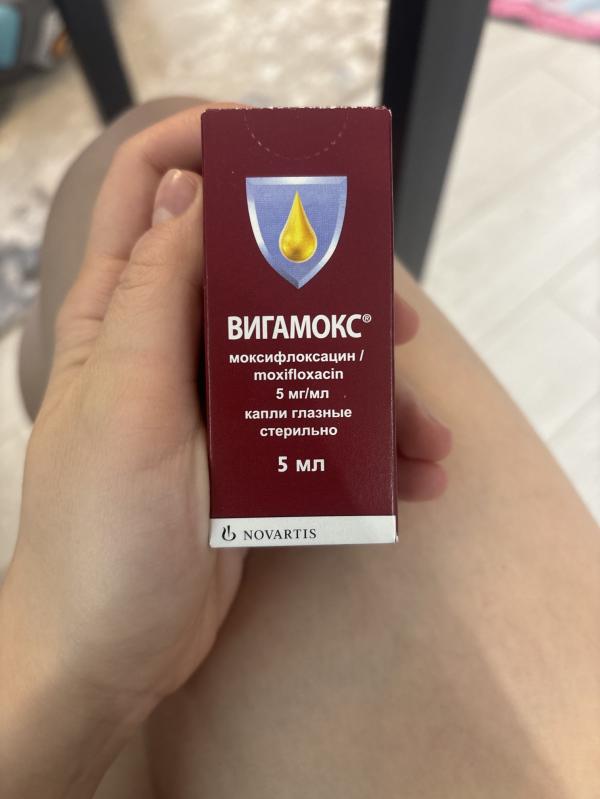 ВИГАМОКС®
моксифлоксацин /
moxifloxacin
5 мг/мл
капли глазные
стерильно
5 мл
NOVARTIS